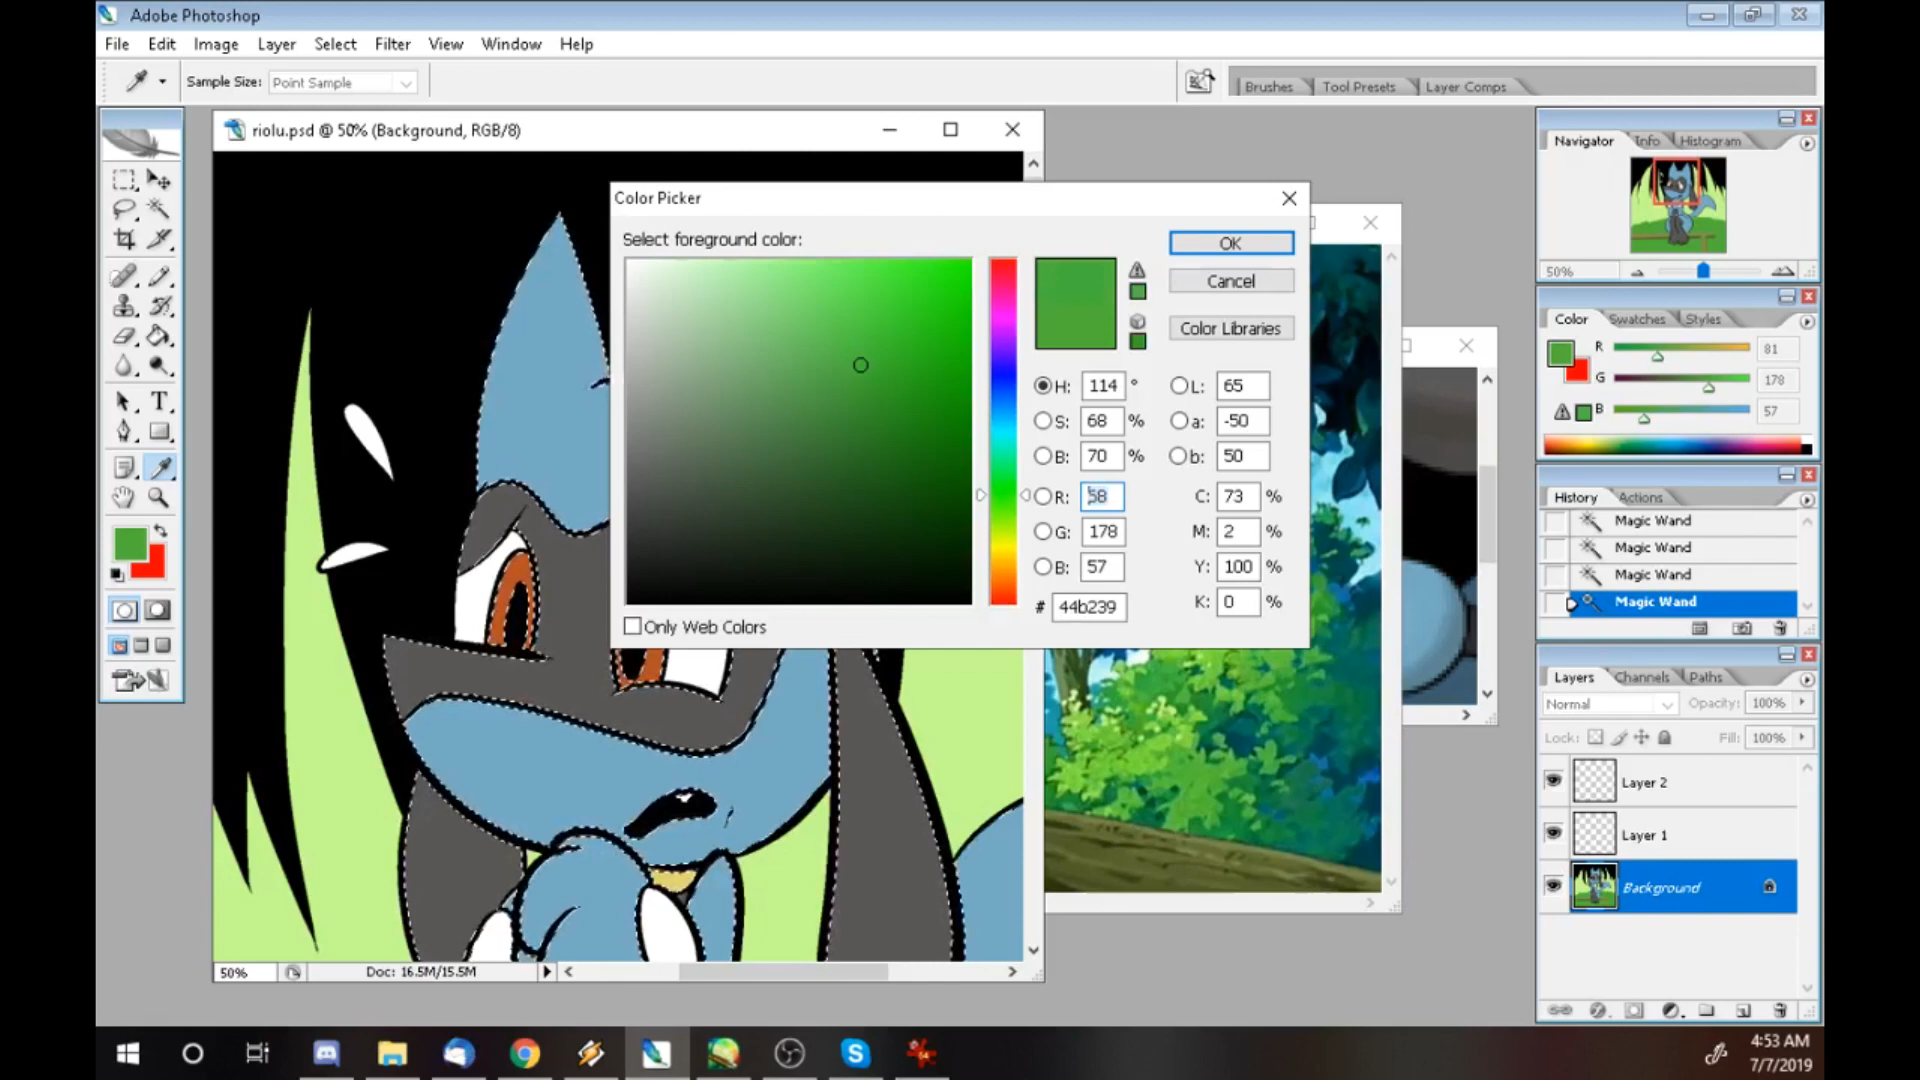 Adobe Photoshop
File Edit Image Layer Select Filter View Window Help
Sample Size: Point Sample
Brushes Tool Presets Layer Comps
riolu.psd @ 50% (Background, RGB/8)
Color Picker
Select foreground color:
OK
Cancel
Color Libraries
H: 114 °
S: 68 %
B: 70 %
R: 58
G: 178
B: 57
# 44b239
L: 65
a: -50
b: 50
C: 73 %
M: 2 %
Y: 100 %
K: 0 %
Only Web Colors
50% Doc: 16.5M/15.5M
Navigator Info Histogram
50%
Color Swatches Styles
R 81
G 178
B 57
History Actions
Magic Wand
Magic Wand
Magic Wand
Magic Wand
Layers Channels Paths
Normal Opacity: 100%
Lock: Fill: 100%
Layer 2
Layer 1
Background
4:53 AM
7/7/2019